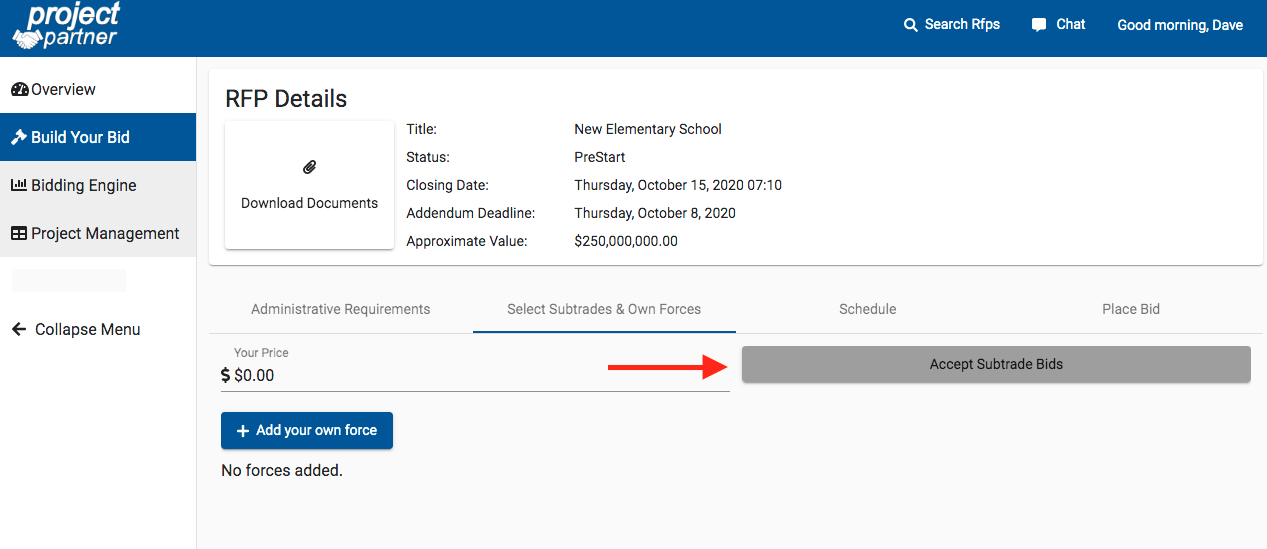 project
partner
Search Rfps
Chat
Good morning, Dave
Overview
Build Your Bid
Bidding Engine
Project Management
Collapse Menu
RFP Details
Download Documents
Title: New Elementary School
Status: PreStart
Closing Date: Thursday, October 15, 2020 07:10
Addendum Deadline: Thursday, October 8, 2020
Approximate Value: $250,000,000.00
Administrative Requirements
Select Subtrades & Own Forces
Schedule
Place Bid
Your Price
$ $0.00
Accept Subtrade Bids
+ Add your own force
No forces added.